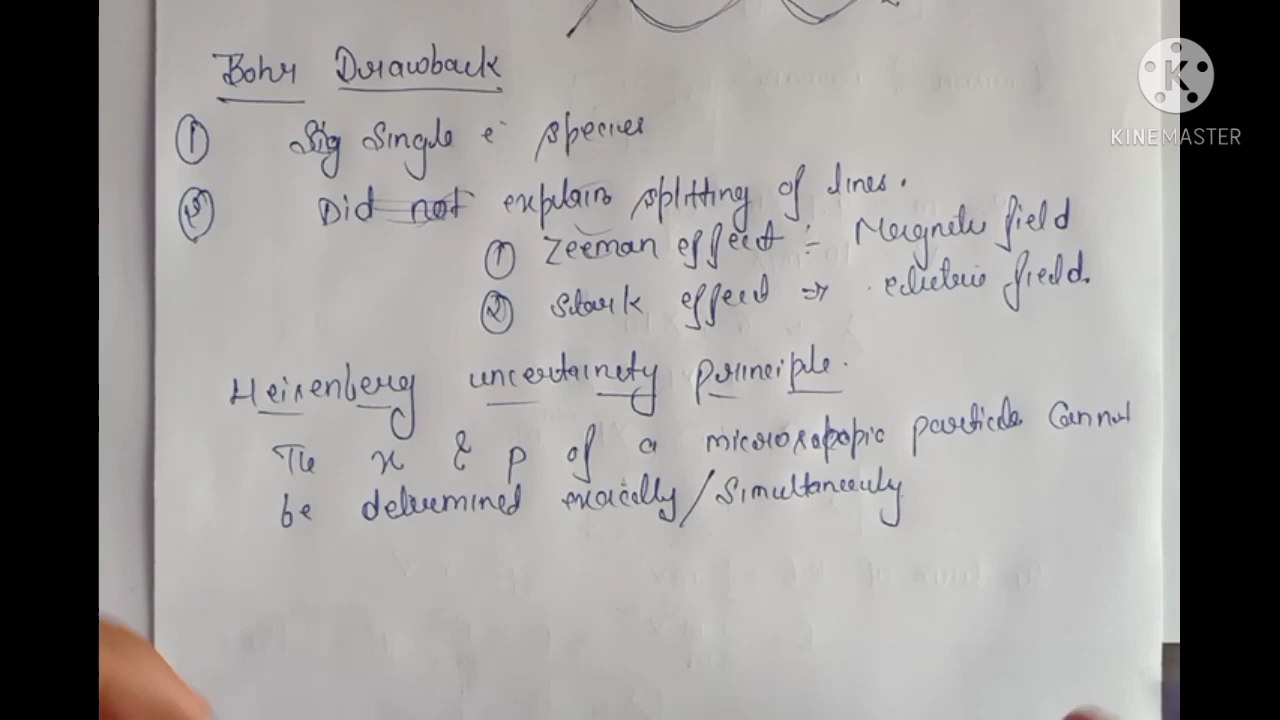 Bohr Drawback
① Sig Single e⁻ species
② Did not explain splitting of lines.
① Zeeman effect :- Magnetic field
② Stark effect ⇒ electric field.
Heisenberg uncertainty principle.
The x & p of a microscopic particle cannot
be determined exactly/simultaneously
K
KINEMASTER